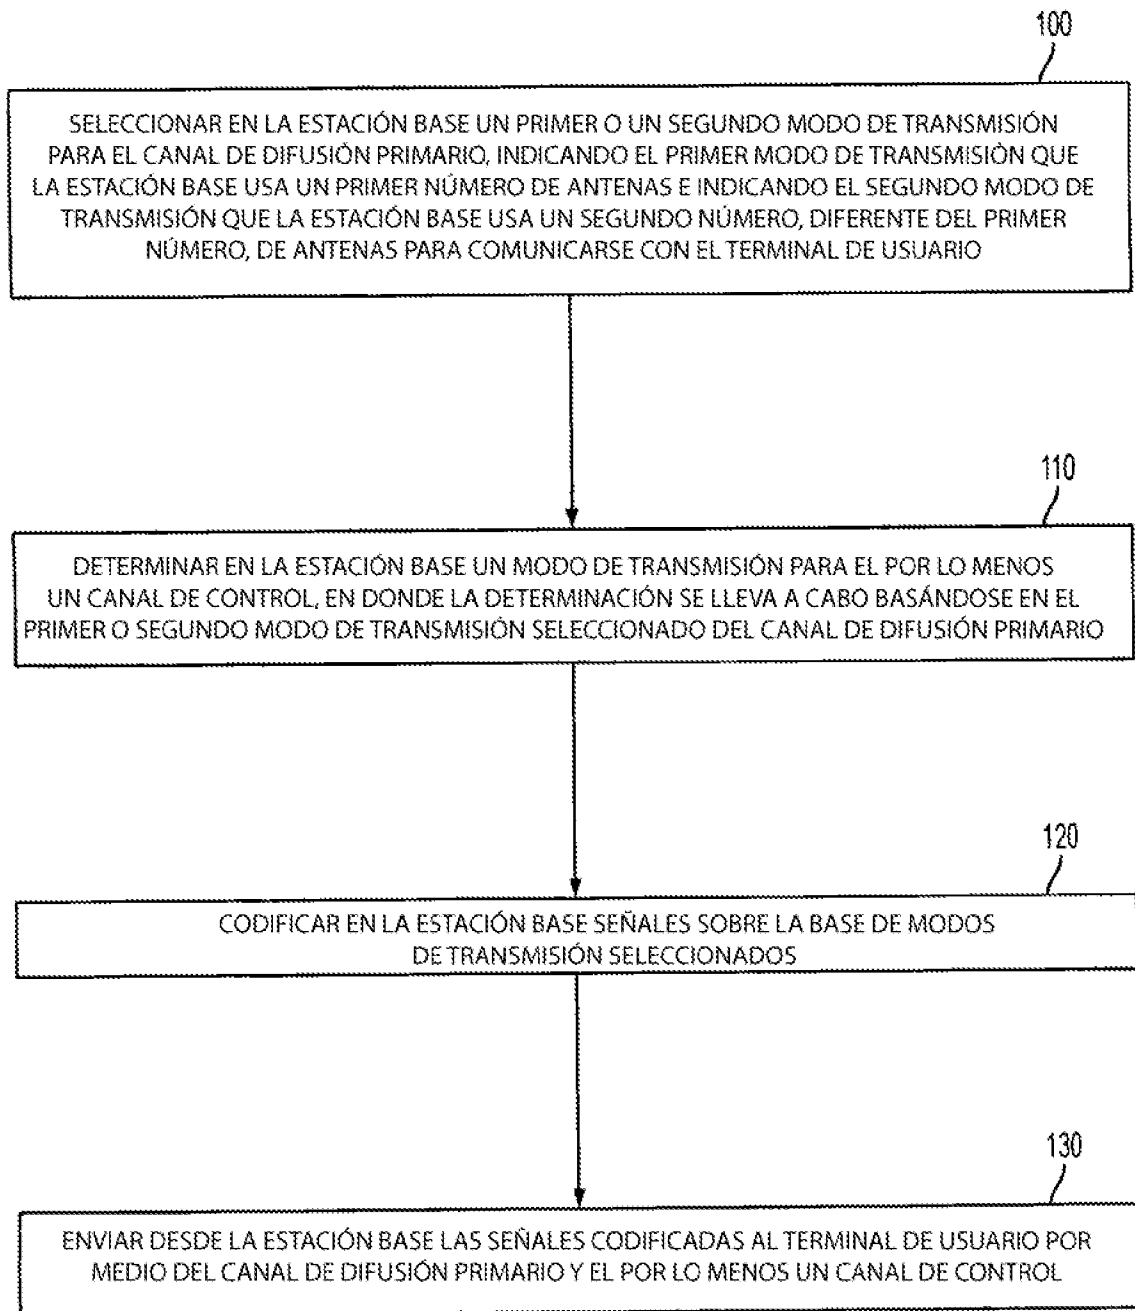 100
SELECCIONAR EN LA ESTACIÓN BASE UN PRIMER O UN SEGUNDO MODO DE TRANSMISIÓN
PARA EL CANAL DE DIFUSIÓN PRIMARIO, INDICANDO EL PRIMER MODO DE TRANSMISIÓN QUE
LA ESTACIÓN BASE USA UN PRIMER NÚMERO DE ANTENAS E INDICANDO EL SEGUNDO MODO DE
TRANSMISIÓN QUE LA ESTACIÓN BASE USA UN SEGUNDO NÚMERO, DIFERENTE DEL PRIMER
NÚMERO, DE ANTENAS PARA COMUNICARSE CON EL TERMINAL DE USUARIO
110
DETERMINAR EN LA ESTACIÓN BASE UN MODO DE TRANSMISIÓN PARA EL POR LO MENOS
UN CANAL DE CONTROL, EN DONDE LA DETERMINACIÓN SE LLEVA A CABO BASÁNDOSE EN EL
PRIMER O SEGUNDO MODO DE TRANSMISIÓN SELECCIONADO DEL CANAL DE DIFUSIÓN PRIMARIO
120
CODIFICAR EN LA ESTACIÓN BASE SEÑALES SOBRE LA BASE DE MODOS
DE TRANSMISIÓN SELECCIONADOS
130
ENVIAR DESDE LA ESTACIÓN BASE LAS SEÑALES CODIFICADAS AL TERMINAL DE USUARIO POR
MEDIO DEL CANAL DE DIFUSIÓN PRIMARIO Y EL POR LO MENOS UN CANAL DE CONTROL